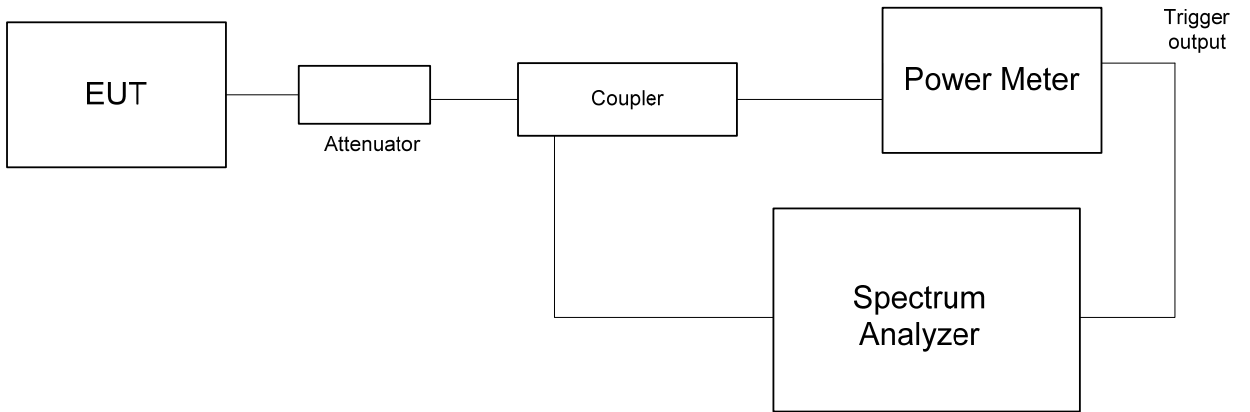 EUT
Attenuator
Coupler
Power Meter
Trigger
output
Spectrum
Analyzer